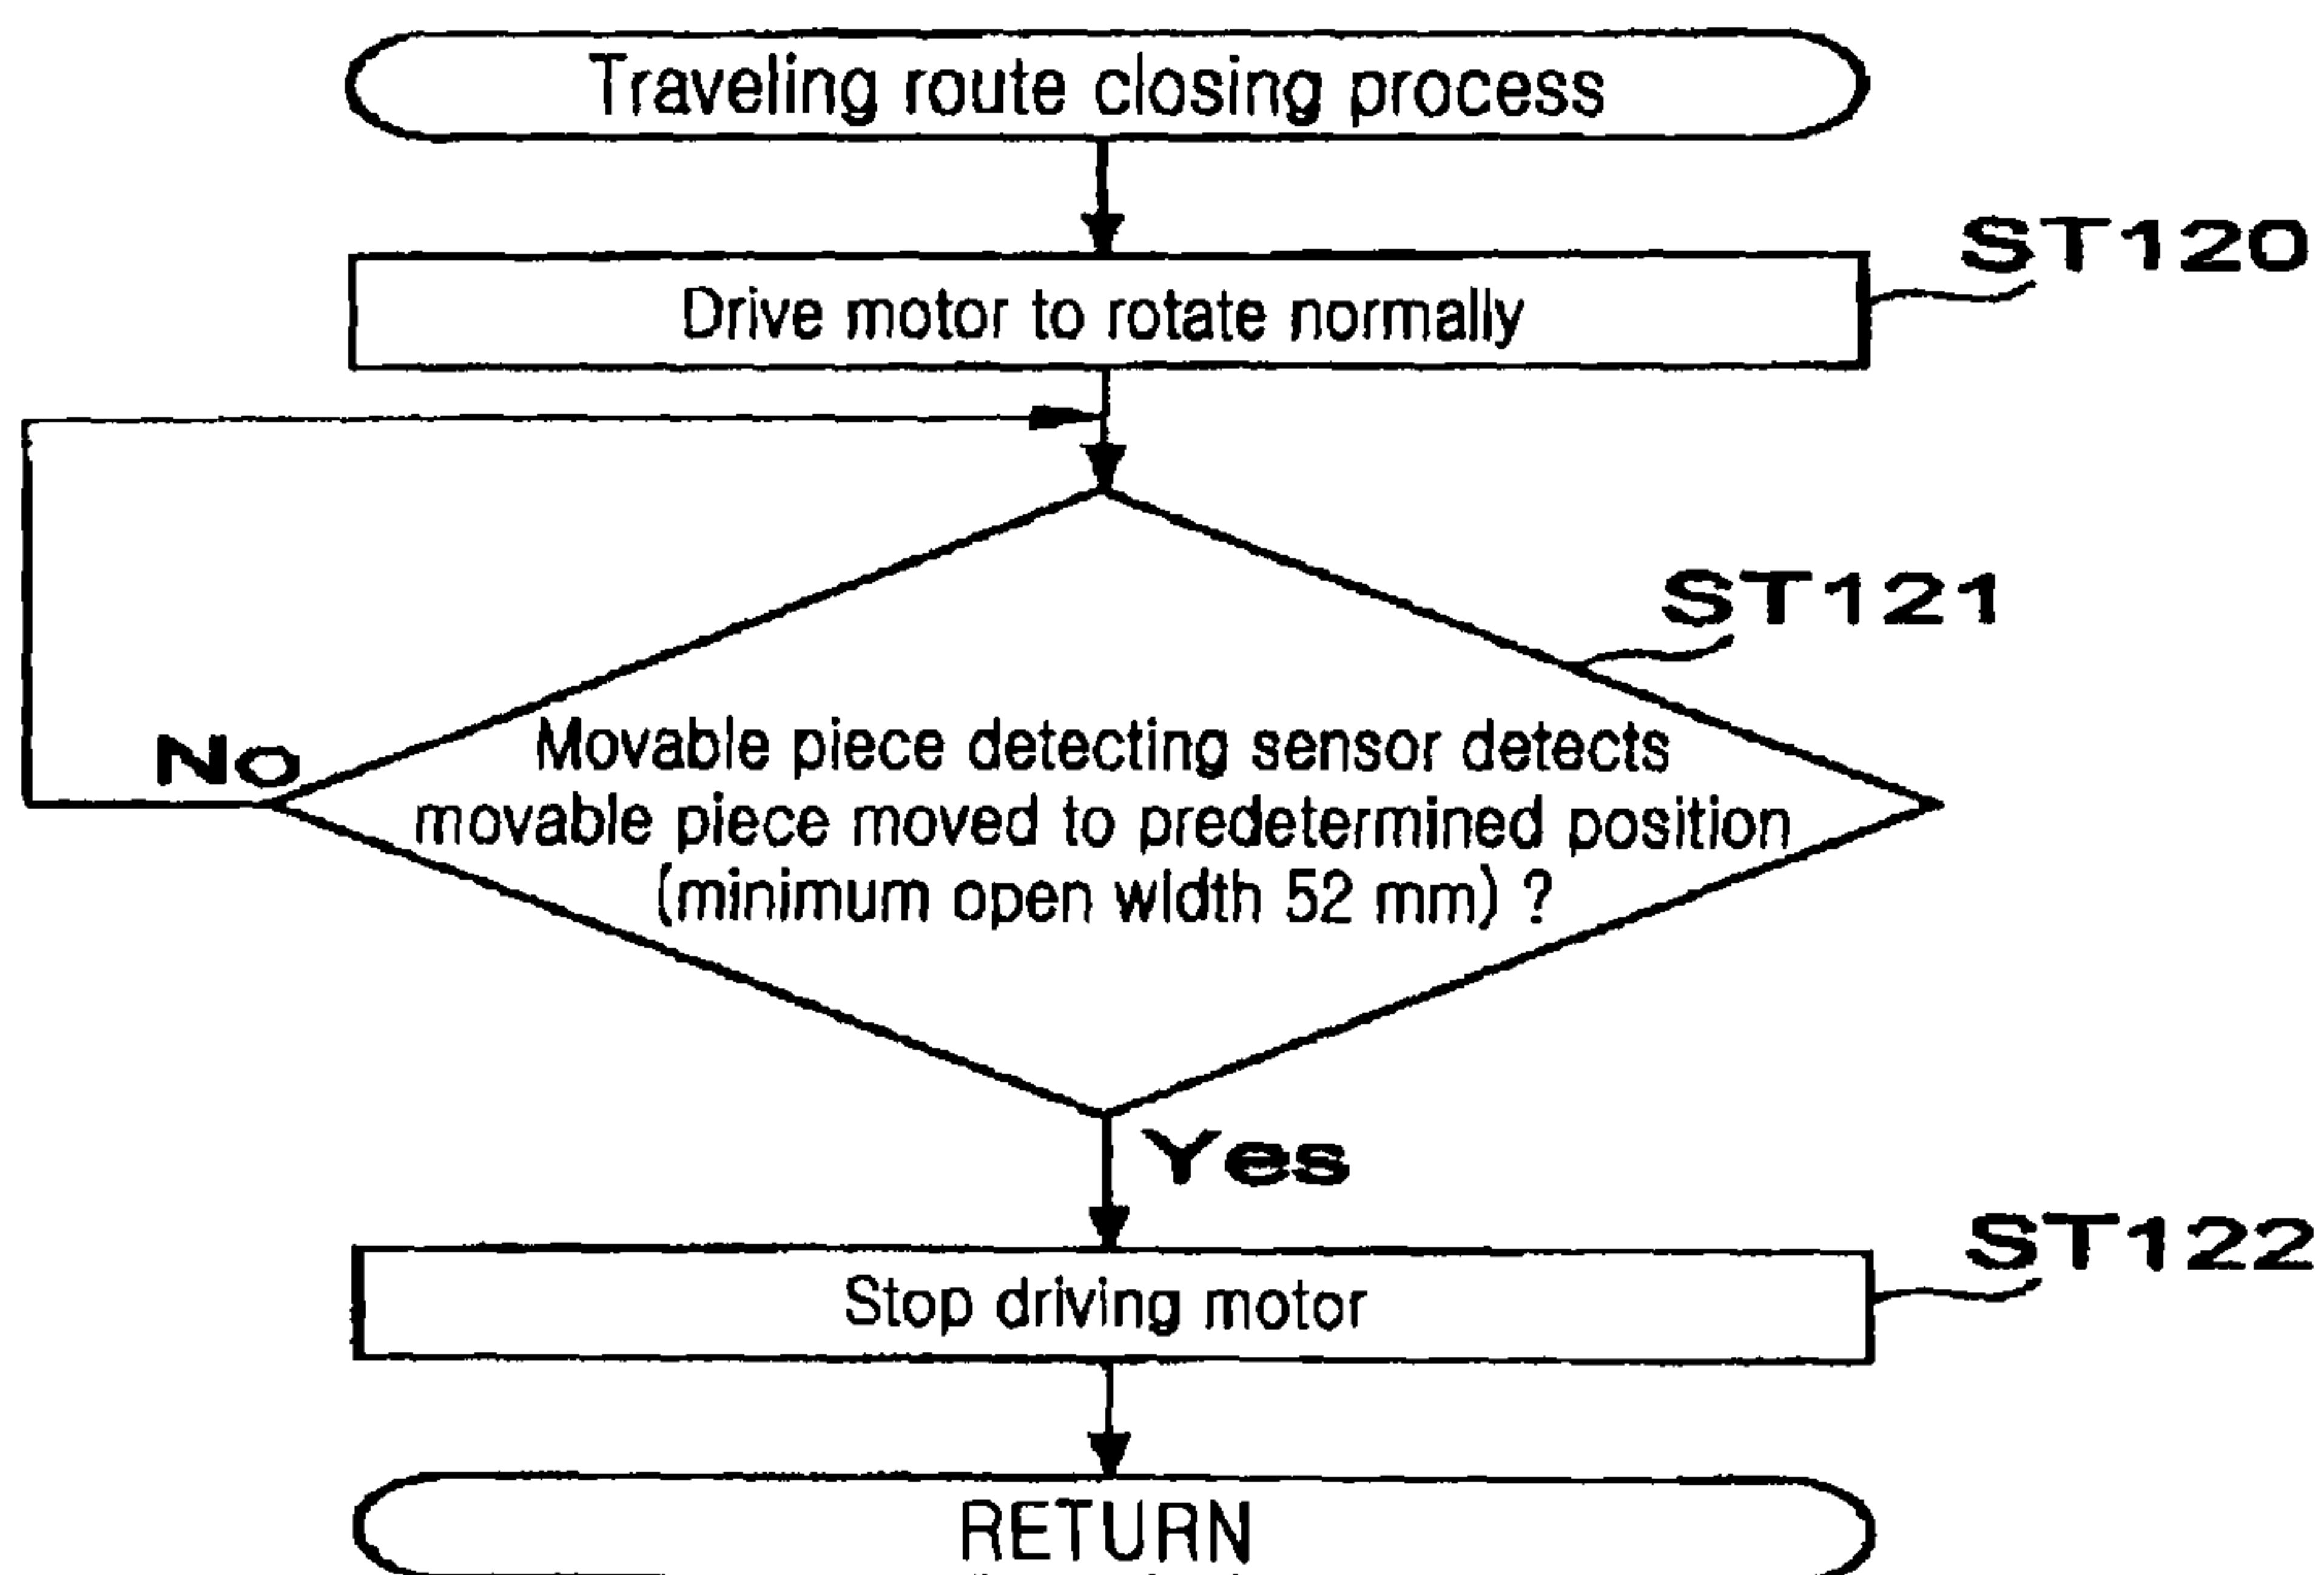 Traveling route closing process
ST120
Drive motor to rotate normally
ST121
No
Movable piece detecting sensor detects
movable piece moved to predetermined position
(minimum open width 52 mm) ?
Yes
ST122
Stop driving motor
RETURN